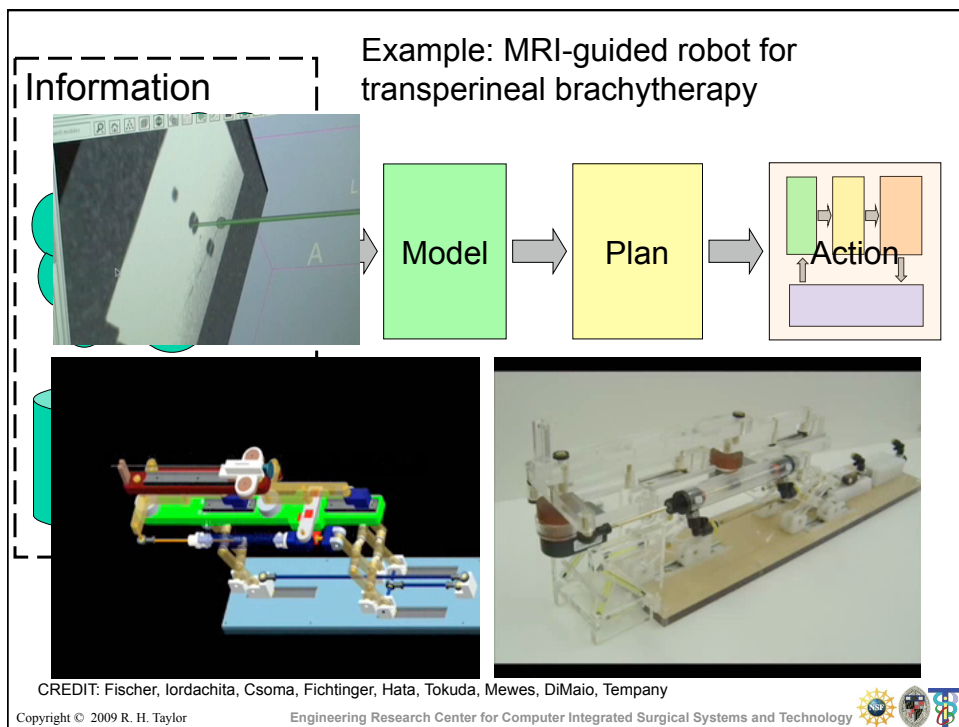 Example: MRI-guided robot for
transperineal brachytherapy
Information
L
A
Model
Plan
Action
CREDIT: Fischer, Iordachita, Csoma, Fichtinger, Hata, Tokuda, Mewes, DiMaio, Tempany
Copyright © 2009 R. H. Taylor
Engineering Research Center for Computer Integrated Surgical Systems and Technology
NSF